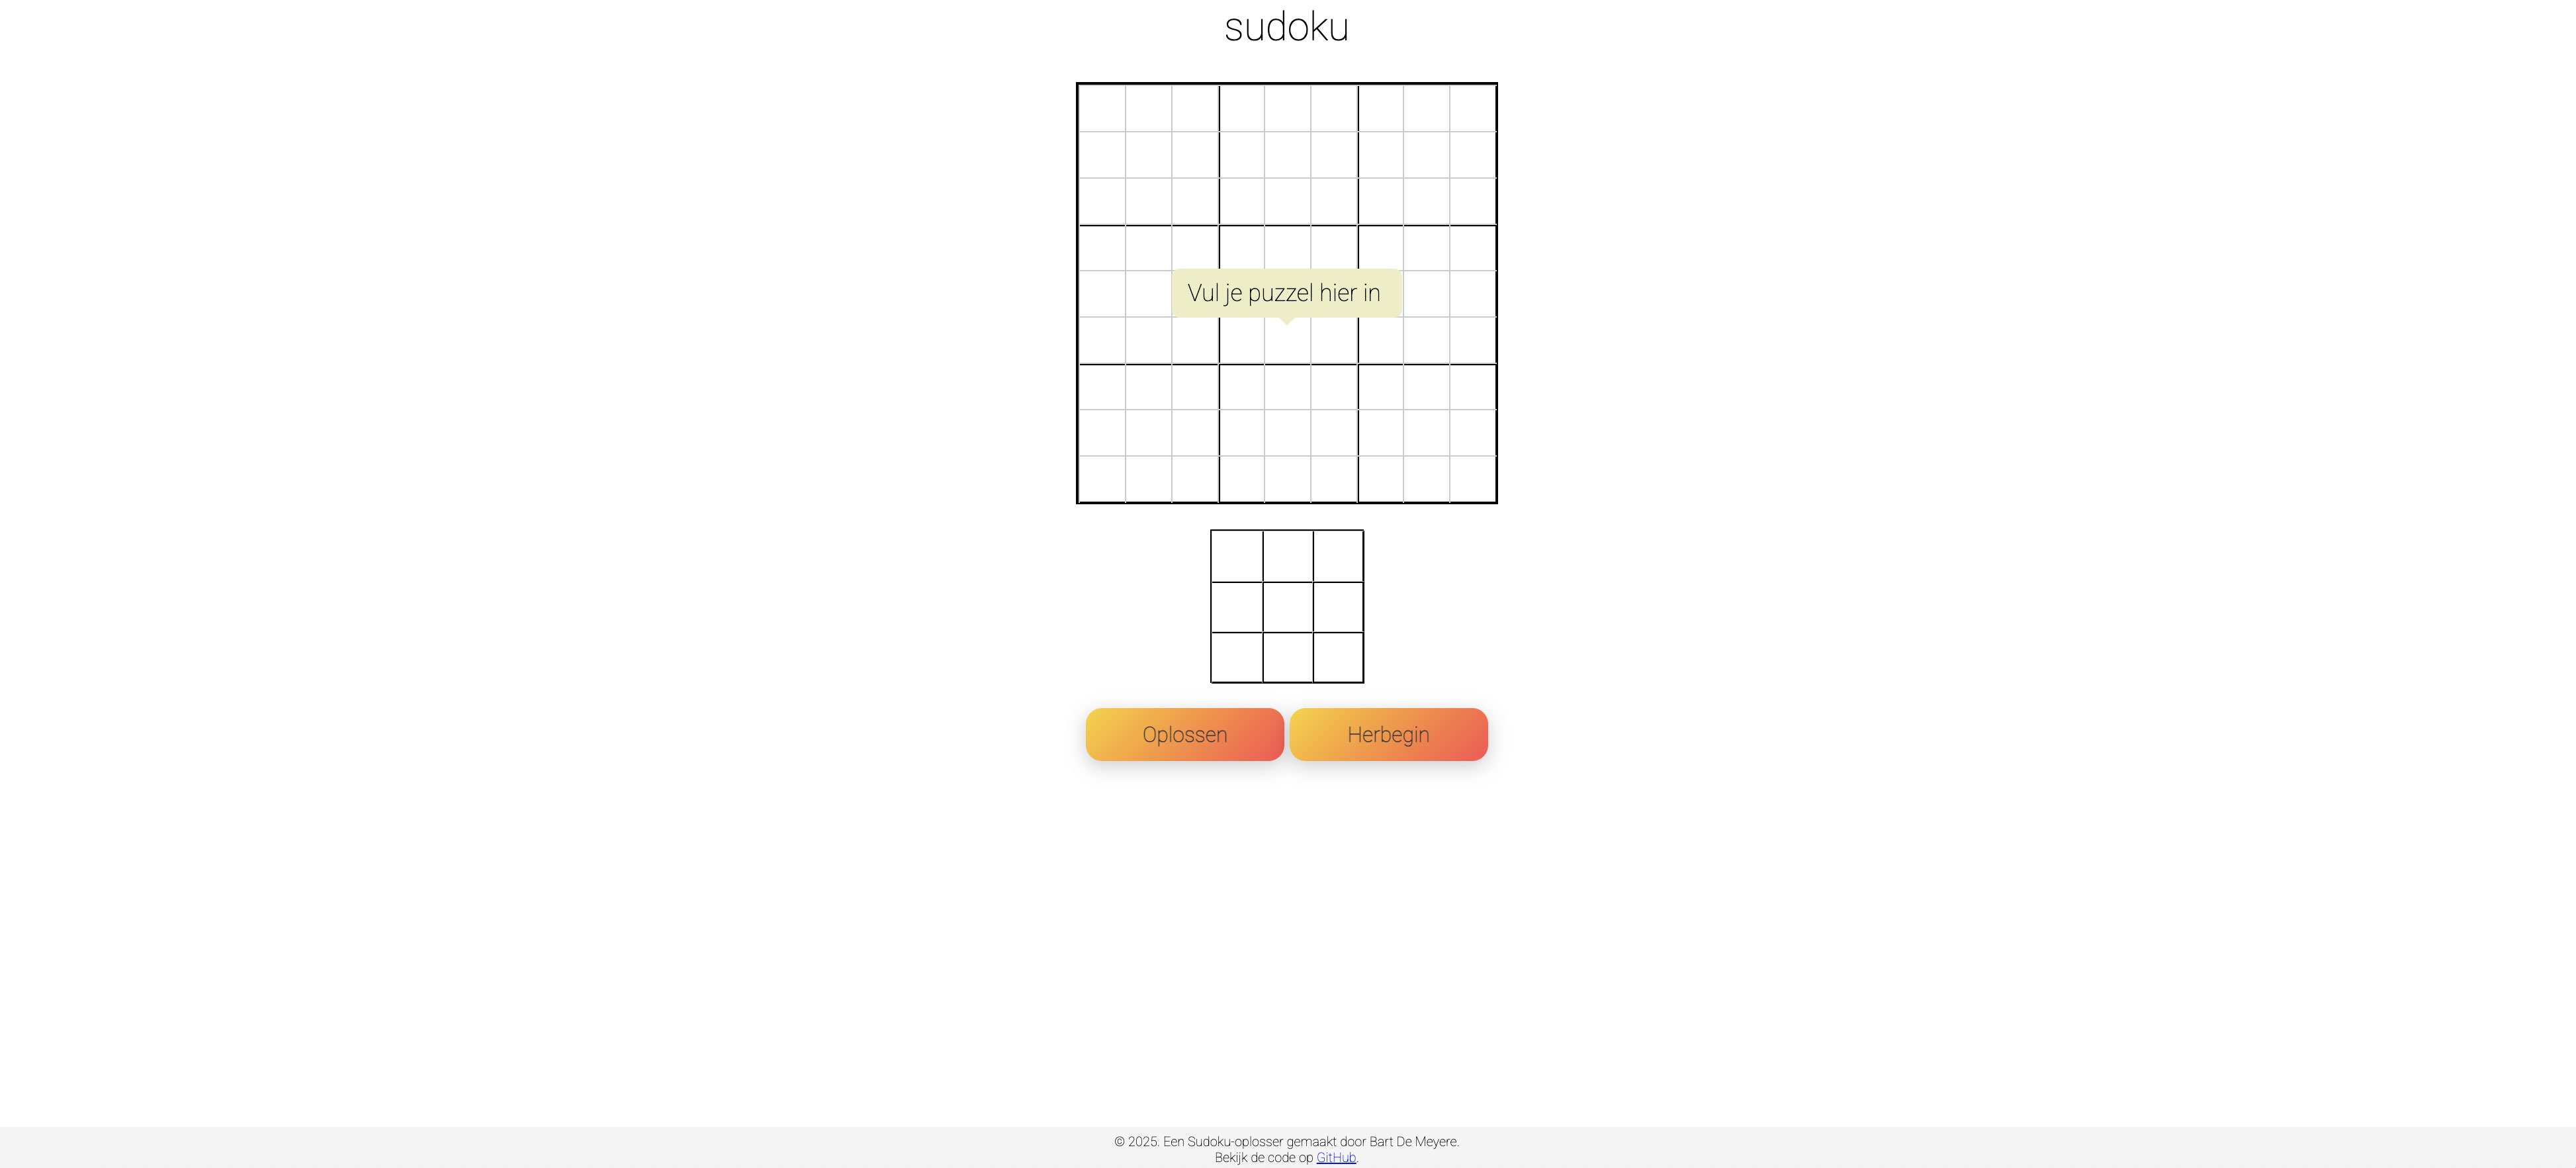 sudoku
Vul je puzzel hier in
Oplossen
Herbegin
© 2025. Een Sudoku-oplosser gemaakt door Bart De Meyere.
Bekijk de code op GitHub.